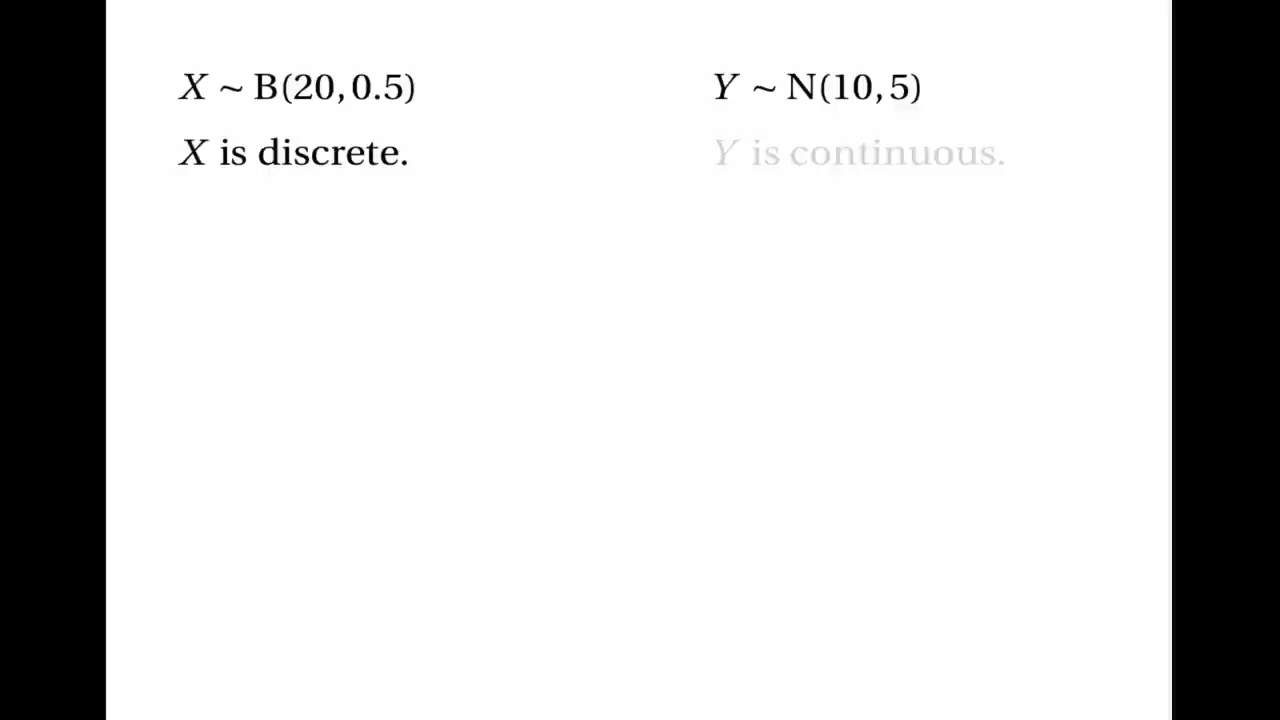 X ~ B(20, 0.5)
Y ~ N(10, 5)
X is discrete.
Y is continuous.